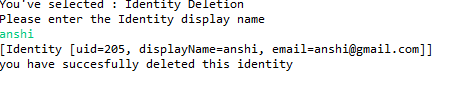 You've selected : Identity Deletion
Please enter the Identity display name
anshi
[Identity [uid=205, displayName=anshi, email=anshi@gmail.com]]
you have succesfully deleted this identity